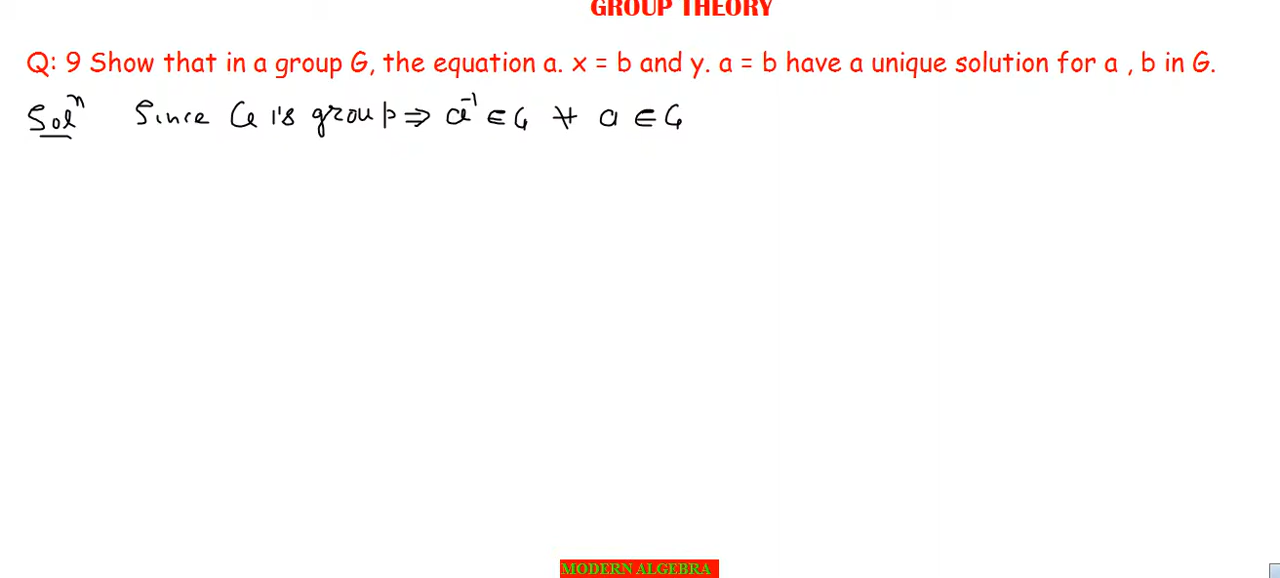 GROUP THEORY
Q: 9 Show that in a group G, the equation a. x = b and y. a = b have a unique solution for a , b in G.
Solⁿ Since G is group ⇒ a⁻¹ ∈ G ∀ a ∈ G
MODERN ALGEBRA